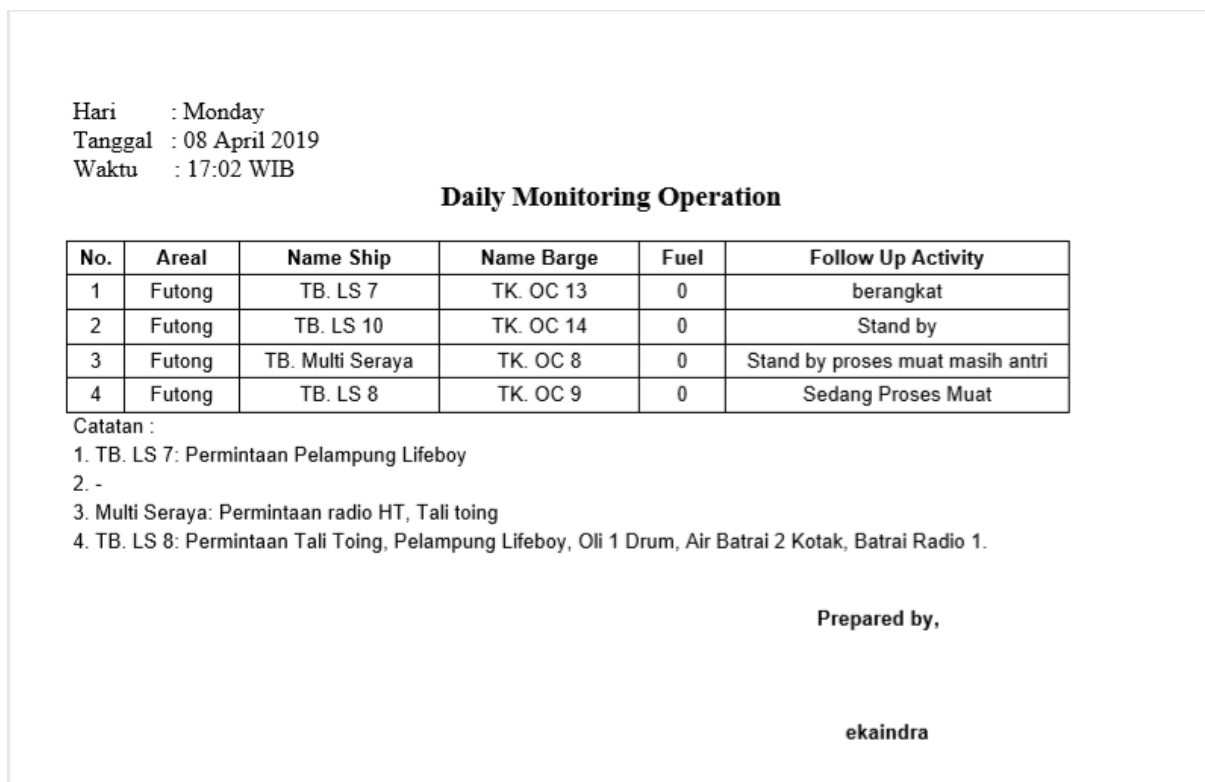 Hari : Monday
Tanggal : 08 April 2019
Waktu : 17:02 WIB
Daily Monitoring Operation
No. Areal Name Ship Name Barge Fuel Follow Up Activity
1 Futong TB. LS 7 TK. OC 13 0 berangkat
2 Futong TB. LS 10 TK. OC 14 0 Stand by
3 Futong TB. Multi Seraya TK. OC 8 0 Stand by proses muat masih antri
4 Futong TB. LS 8 TK. OC 9 0 Sedang Proses Muat
Catatan :
1. TB. LS 7: Permintaan Pelampung Lifeboy
2. -
3. Multi Seraya: Permintaan radio HT, Tali toing
4. TB. LS 8: Permintaan Tali Toing, Pelampung Lifeboy, Oli 1 Drum, Air Batrai 2 Kotak, Batrai Radio 1.
Prepared by,
ekaindra